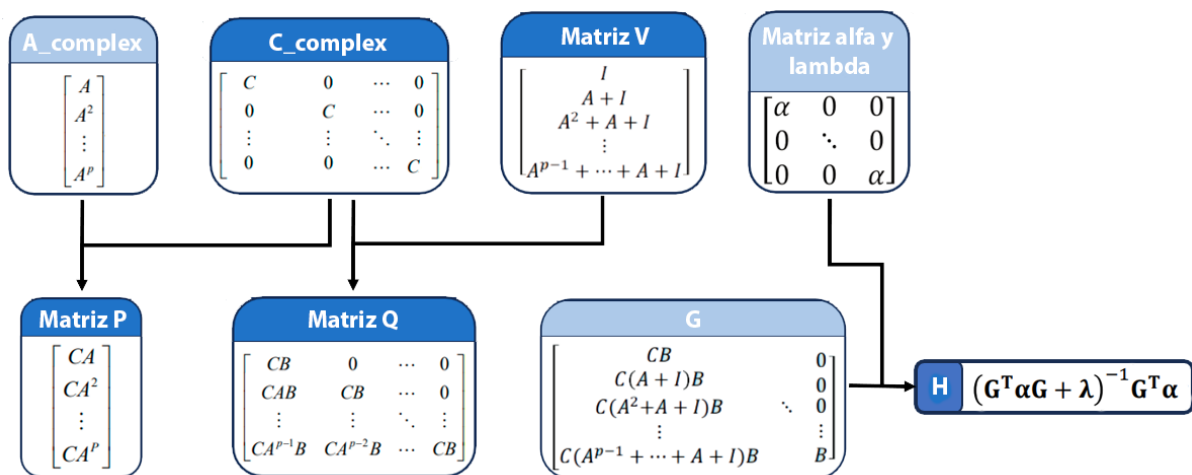 A_complex
A
A²
⋮
A^p
C_complex
C 0 ⋯ 0
0 C ⋯ 0
⋮ ⋮ ⋱ ⋮
0 0 ⋯ C
Matriz V
I
A + I
A² + A + I
⋮
A^{p−1} + ⋯ + A + I
Matriz alfa y
lambda
α 0 0
0 ⋱ 0
0 0 α
Matriz P
CA
CA²
⋮
CA^P
Matriz Q
CB 0 ⋯ 0
CAB CB ⋯ 0
⋮ ⋮ ⋱ ⋮
CA^{p−1}B CA^{p−2}B ⋯ CB
G
CB 0
C(A + I)B 0
C(A²+A + I)B ⋱ 0
⋮ ⋮
C(A^{p−1} + ⋯ + A + I)B B
H (G^TαG + λ)^{−1}G^Tα